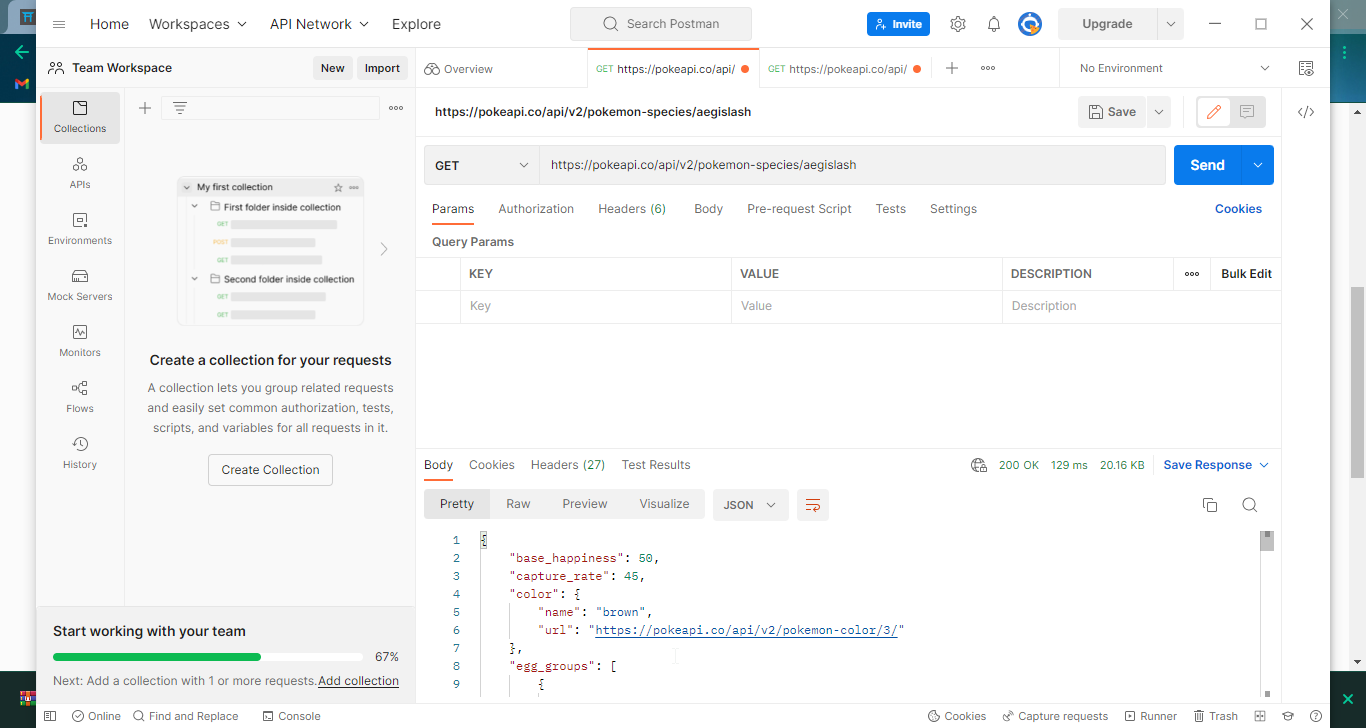 Home Workspaces API Network Explore Search Postman Invite Upgrade
Team Workspace New Import Overview GET https://pokeapi.co/api/ GET https://pokeapi.co/api/ No Environment
Collections
APIs
Environments
Mock Servers
Monitors
Flows
History
My first collection
First folder inside collection
GET
POST
GET
Second folder inside collection
GET
GET
Create a collection for your requests
A collection lets you group related requests
and easily set common authorization, tests,
scripts, and variables for all requests in it.
Create Collection
Start working with your team
67%
Next: Add a collection with 1 or more requests. Add collection
https://pokeapi.co/api/v2/pokemon-species/aegislash Save
GET https://pokeapi.co/api/v2/pokemon-species/aegislash Send
Params Authorization Headers (6) Body Pre-request Script Tests Settings Cookies
Query Params
KEY VALUE DESCRIPTION Bulk Edit
Key Value Description
Body Cookies Headers (27) Test Results 200 OK 129 ms 20.16 KB Save Response
Pretty Raw Preview Visualize JSON
1 {
2 "base_happiness": 50,
3 "capture_rate": 45,
4 "color": {
5 "name": "brown",
6 "url": "https://pokeapi.co/api/v2/pokemon-color/3/"
7 },
8 "egg_groups": [
9 {
Online Find and Replace Console Cookies Capture requests Runner Trash